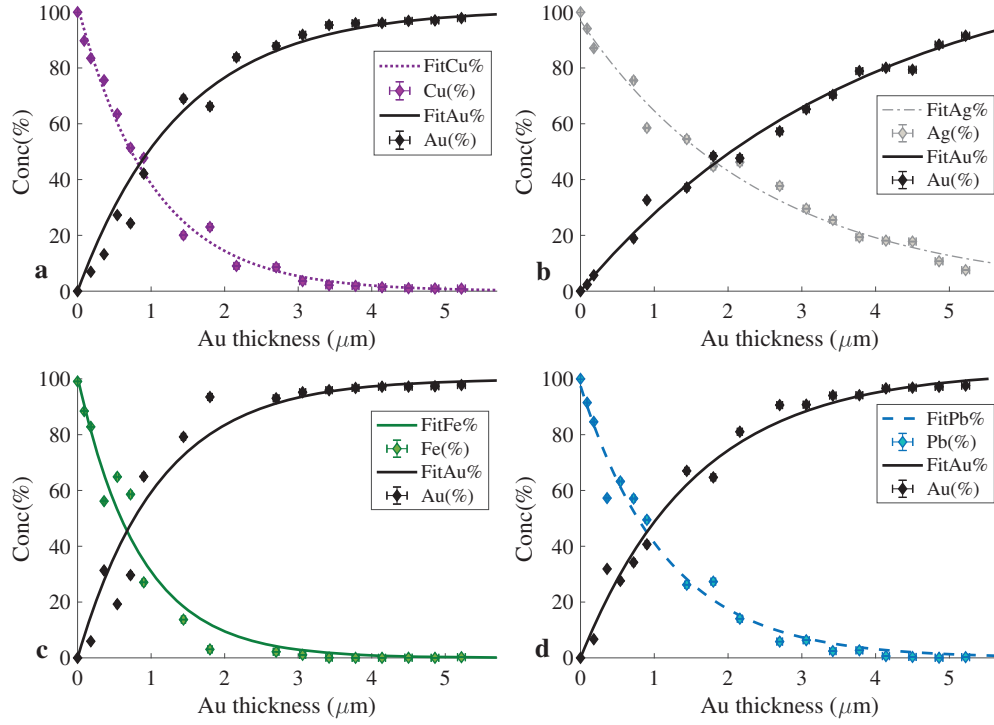 100
80
60
40
20
0
Conc(%)
0 1 2 3 4 5
Au thickness (μm)
a
FitCu%
Cu(%)
FitAu%
Au(%)
100
80
60
40
20
0
Conc(%)
0 1 2 3 4 5
Au thickness (μm)
b
FitAg%
Ag(%)
FitAu%
Au(%)
100
80
60
40
20
0
Conc(%)
0 1 2 3 4 5
Au thickness (μm)
c
FitFe%
Fe(%)
FitAu%
Au(%)
100
80
60
40
20
0
Conc(%)
0 1 2 3 4 5
Au thickness (μm)
d
FitPb%
Pb(%)
FitAu%
Au(%)